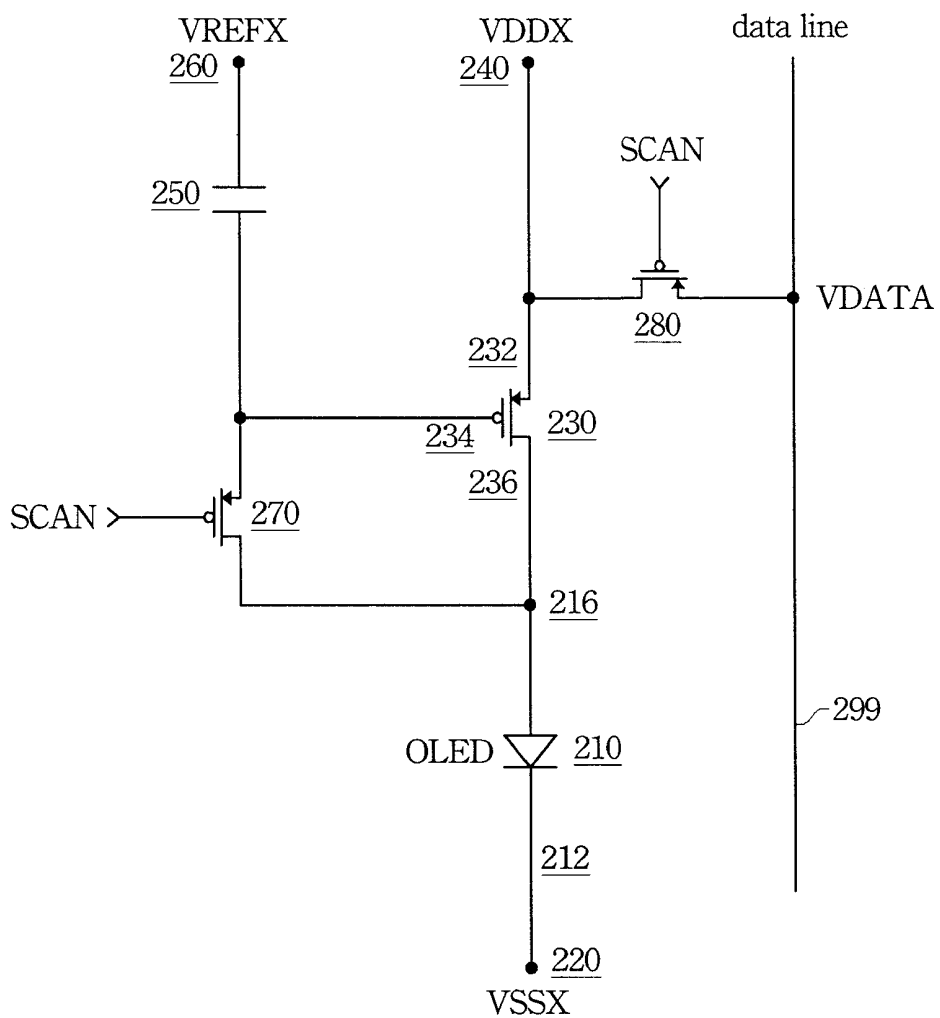 VREFX
VDDX
data line
260
240
SCAN
250
VDATA
280
232
234
230
236
SCAN
270
216
299
OLED
210
212
220
VSSX